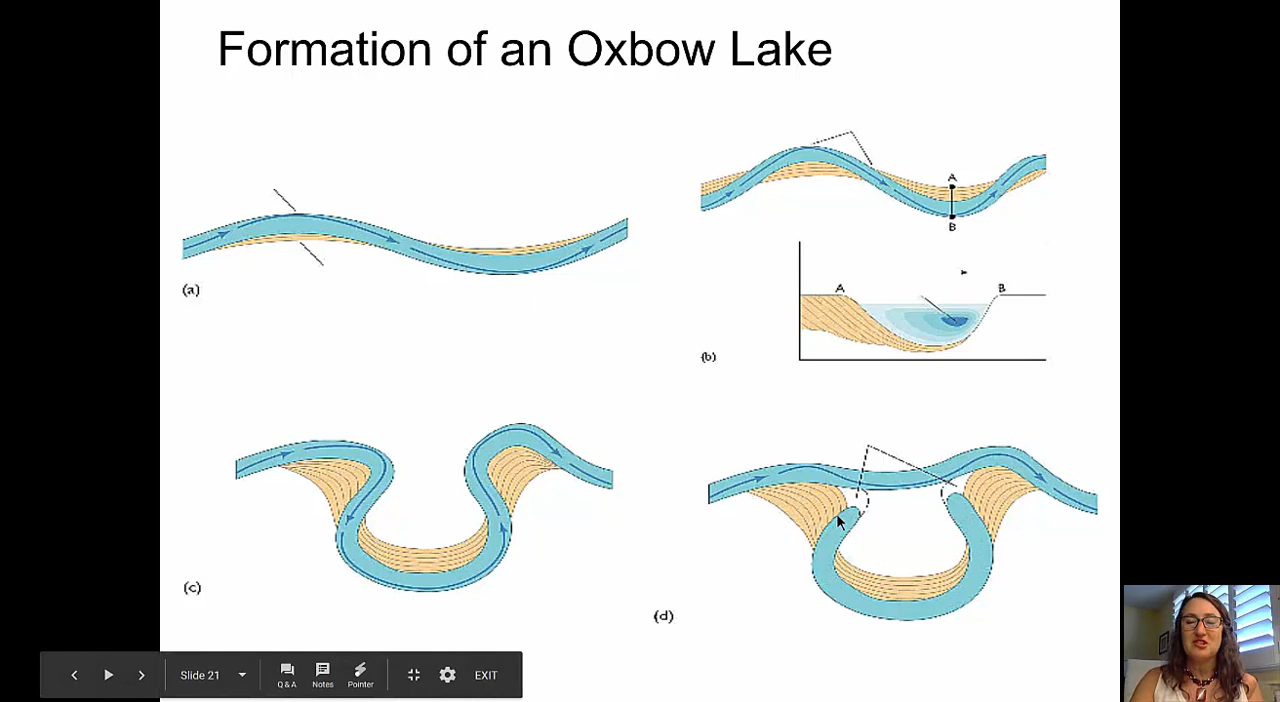 Formation of an Oxbow Lake
A
B
(a)
A
B
(b)
(c)
(d)
Slide 21
Q & A
Notes
Pointer
EXIT